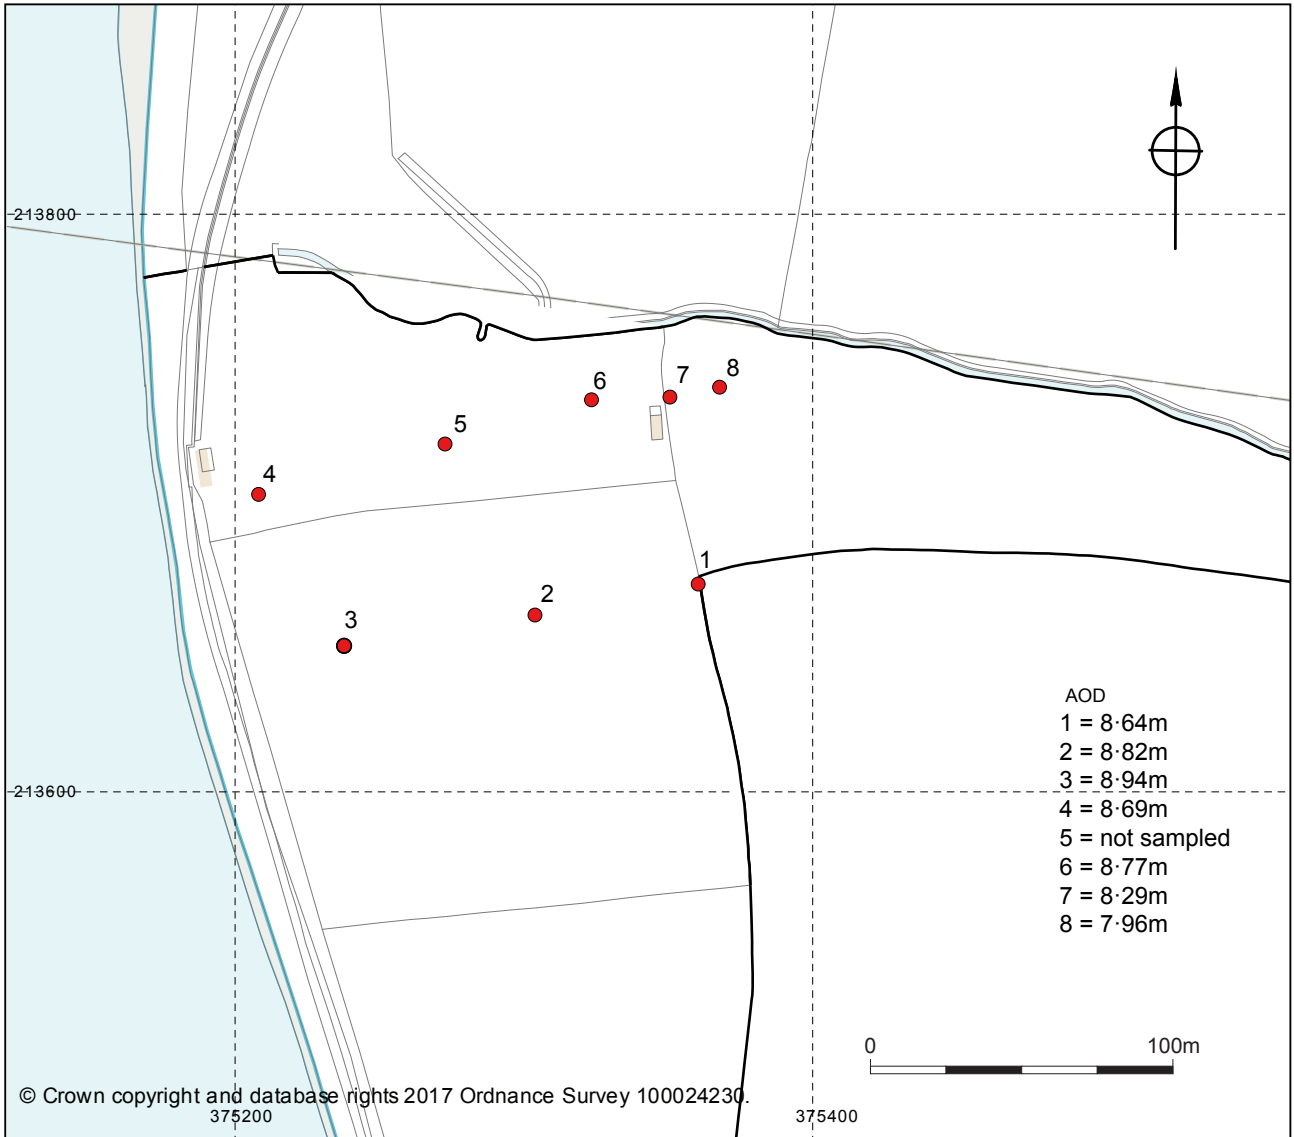 213800
8
7
6
5
4
1
2
3
AOD
1 = 8·64m
2 = 8·82m
213600
3 = 8·94m
4 = 8·69m
5 = not sampled
6 = 8·77m
7 = 8·29m
8 = 7·96m
0 100m
© Crown copyright and database rights 2017 Ordnance Survey 100024230.
375200 375400